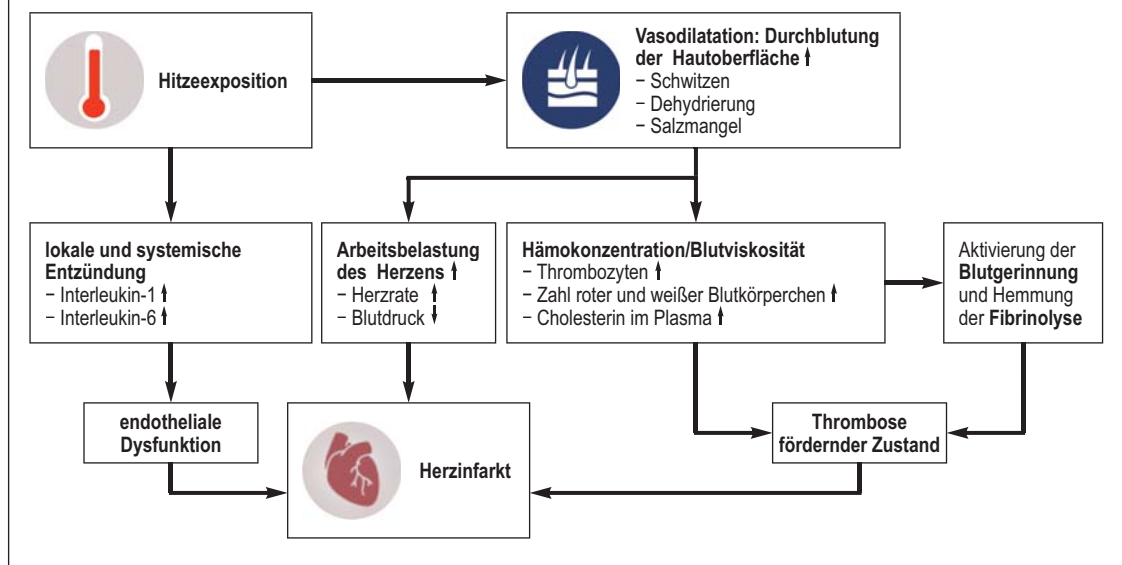 Hitzeexposition
Vasodilatation: Durchblutung
der Hautoberfläche ↑
– Schwitzen
– Dehydrierung
– Salzmangel
lokale und systemische
Entzündung
– Interleukin-1 ↑
– Interleukin-6 ↑
Arbeitsbelastung
des Herzens ↑
– Herzrate ↑
– Blutdruck ↓
Hämokonzentration/Blutviskosität
– Thrombozyten ↑
– Zahl roter und weißer Blutkörperchen ↑
– Cholesterin im Plasma ↑
Aktivierung der
Blutgerinnung
und Hemmung
der Fibrinolyse
endotheliale
Dysfunktion
Herzinfarkt
Thrombose
fördernder Zustand